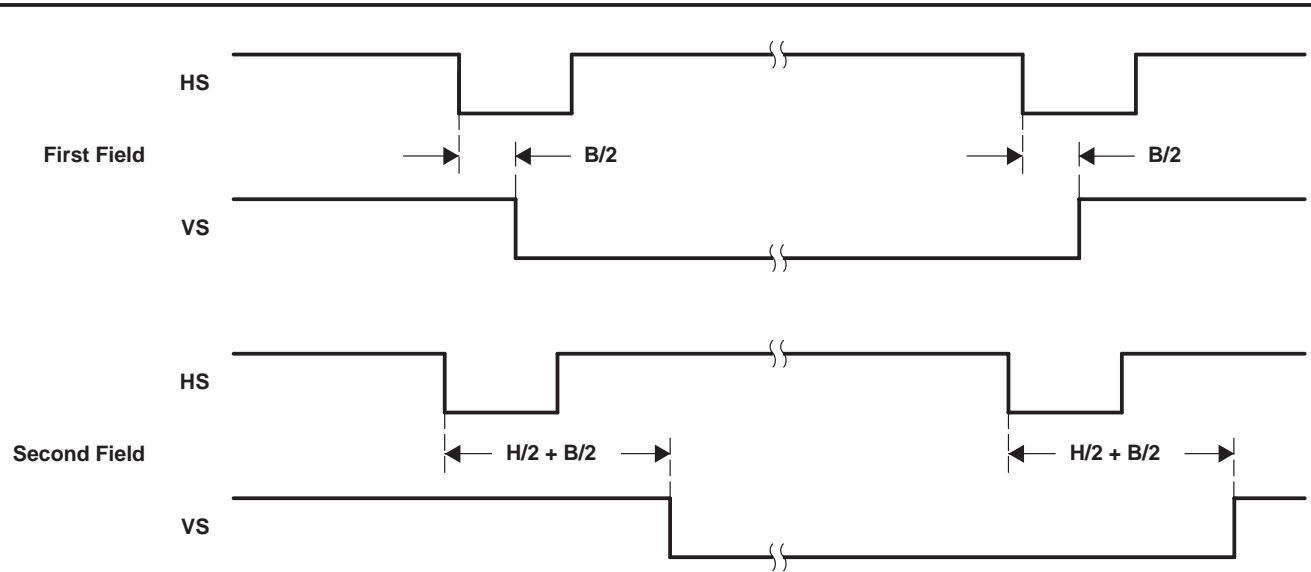 HS
First Field
B/2
B/2
VS
HS
Second Field
H/2 + B/2
H/2 + B/2
VS